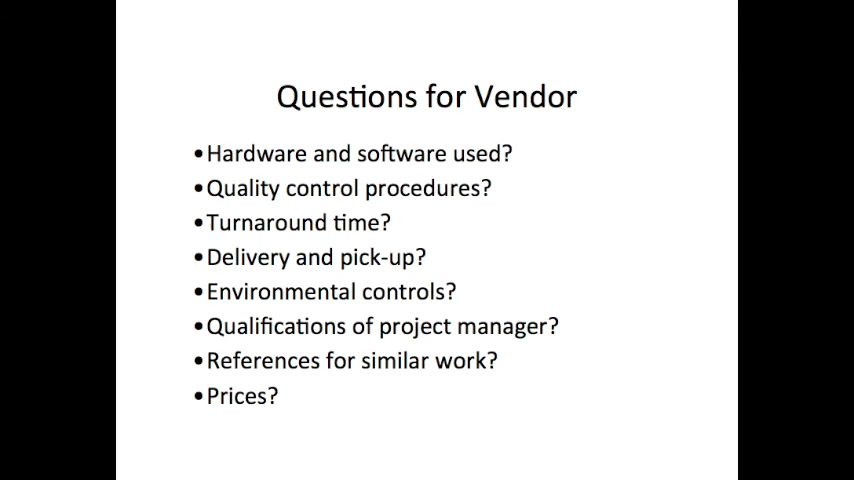 Questions for Vendor
•Hardware and software used?
•Quality control procedures?
•Turnaround time?
•Delivery and pick-up?
•Environmental controls?
•Qualifications of project manager?
•References for similar work?
•Prices?